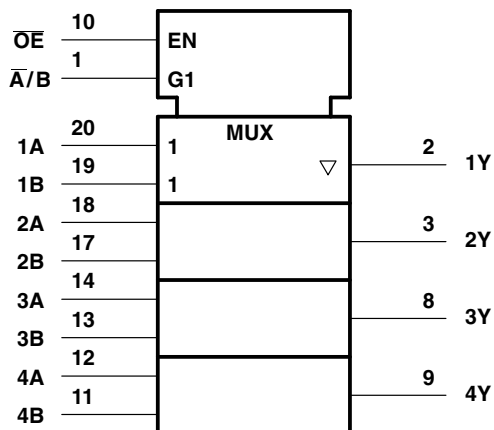 O̅E̅ 10 EN
A̅/B 1 G1
MUX
1A 20 1
1B 19 1
▽ 2 1Y
2A 18
2B 17
3 2Y
3A 14
3B 13
8 3Y
4A 12
4B 11
9 4Y